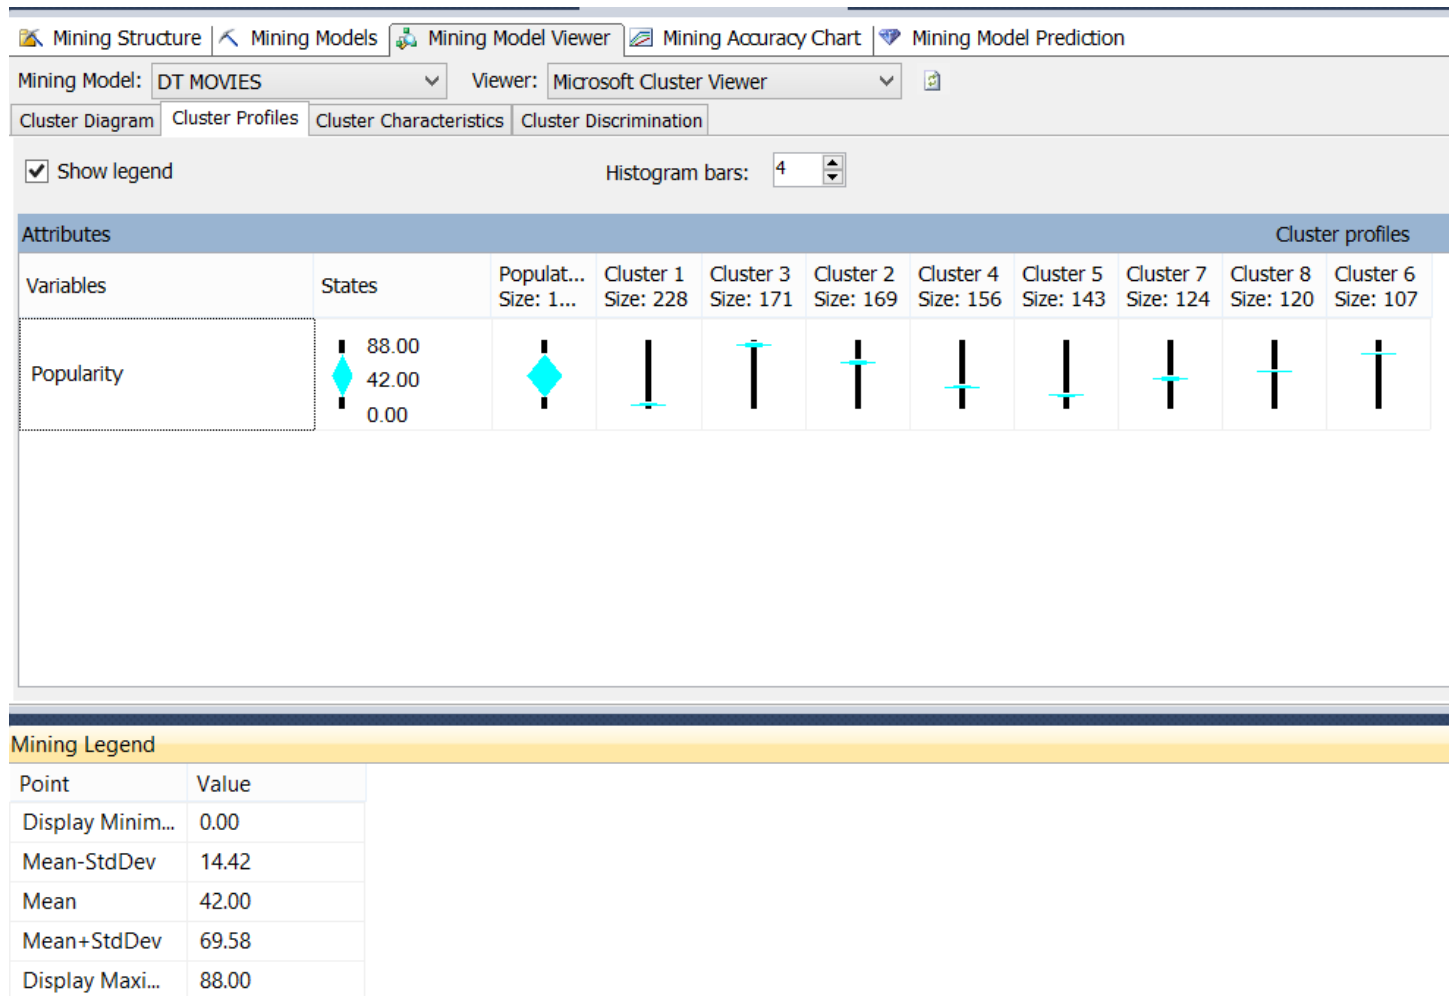 Mining Structure Mining Models Mining Model Viewer Mining Accuracy Chart Mining Model Prediction
Mining Model: DT MOVIES Viewer: Microsoft Cluster Viewer
Cluster Diagram Cluster Profiles Cluster Characteristics Cluster Discrimination
Show legend Histogram bars: 4
Attributes Cluster profiles
Variables States Populat... Size: 1... Cluster 1 Size: 228 Cluster 3 Size: 171 Cluster 2 Size: 169 Cluster 4 Size: 156 Cluster 5 Size: 143 Cluster 7 Size: 124 Cluster 8 Size: 120 Cluster 6 Size: 107
Popularity
88.00
42.00
0.00
Mining Legend
Point Value
Display Minim... 0.00
Mean-StdDev 14.42
Mean 42.00
Mean+StdDev 69.58
Display Maxi... 88.00